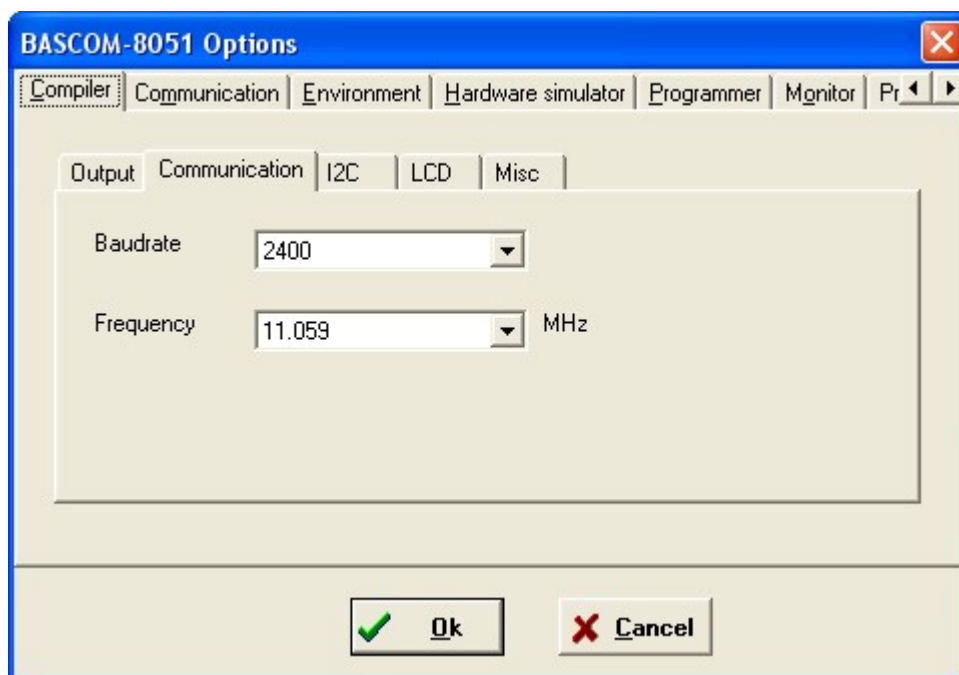 BASCOM-8051 Options
Compiler Communication Environment Hardware simulator Programmer Monitor Pr
Output Communication I2C LCD Misc
Baudrate 2400
Frequency 11.059 MHz
Ok Cancel